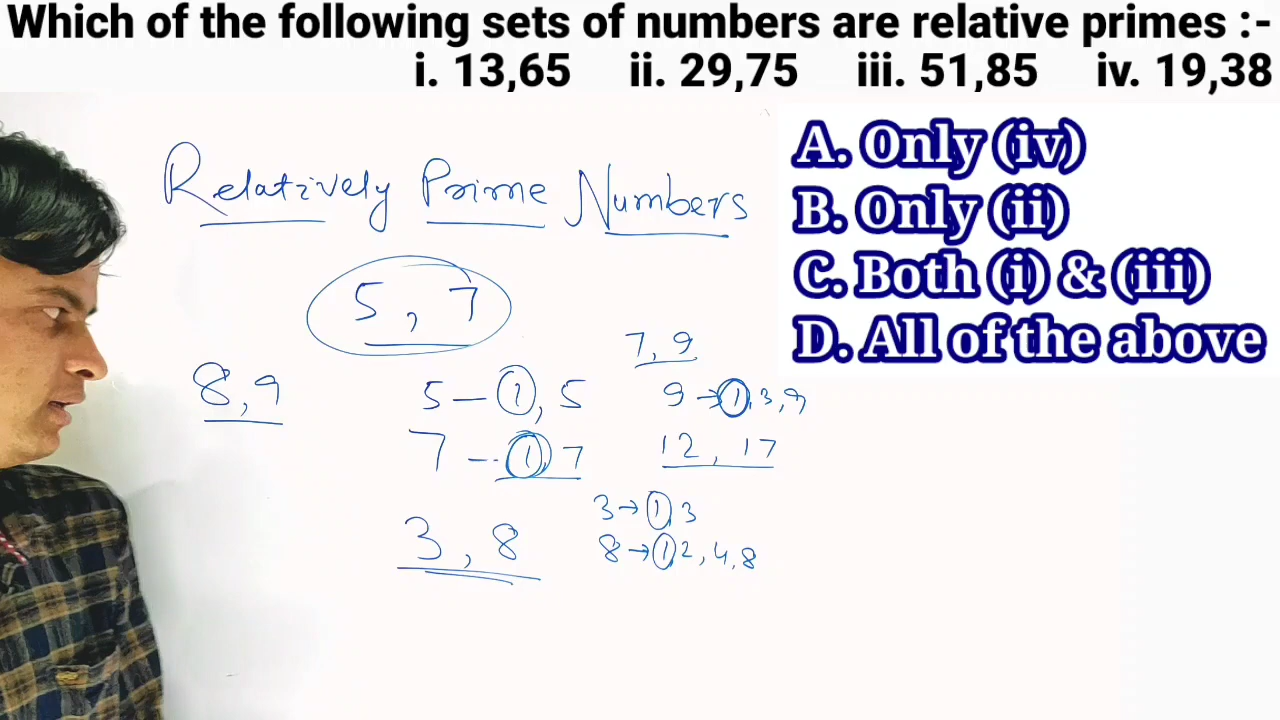 Which of the following sets of numbers are relative primes :-
i. 13,65 ii. 29,75 iii. 51,85 iv. 19,38
A. Only (iv)
B. Only (ii)
C. Both (i) & (iii)
D. All of the above
Relatively Prime Numbers
5, 7
7, 9
8,9
5 — 1, 5
9 → 1, 3, 9
7 -- 1, 7
12, 17
3 → 1, 3
3, 8
8 → 1, 2, 4, 8